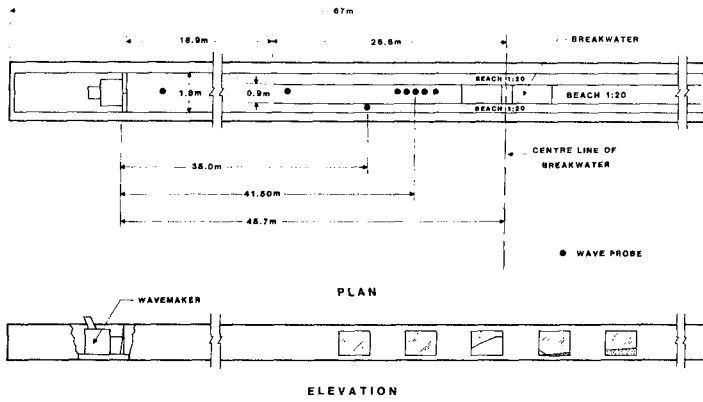 67m
18.9m
26.8m
BREAKWATER
BEACH 1:20
1.8m
0.9m
P
BEACH 1:20
BEACH 1:20
35.0m
CENTRE LINE OF
BREAKWATER
41.50m
45.7m
WAVE PROBE
PLAN
WAVEMAKER
ELEVATION